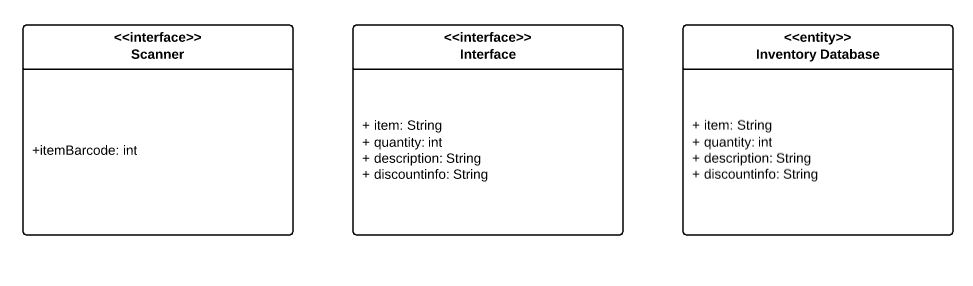 <<interface>>
Scanner
+itemBarcode: int
<<interface>>
Interface
+ item: String
+ quantity: int
+ description: String
+ discountinfo: String
<<entity>>
Inventory Database
+ item: String
+ quantity: int
+ description: String
+ discountinfo: String